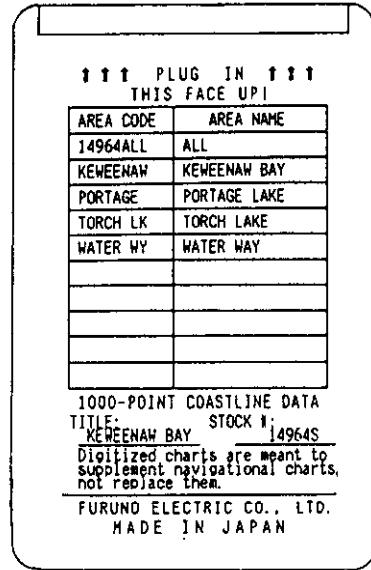 ↑ ↑ ↑ PLUG IN ↑ ↑ ↑
THIS FACE UP!
AREA CODE AREA NAME
14964ALL ALL
KEWEENAW KEWEENAW BAY
PORTAGE PORTAGE LAKE
TORCH LK TORCH LAKE
WATER WY WATER WAY
1000-POINT COASTLINE DATA
TITLE: STOCK #:
KEWEENAW BAY 14964S
Digitized charts are meant to
supplement navigational charts,
not replace them.
FURUNO ELECTRIC CO., LTD.
MADE IN JAPAN